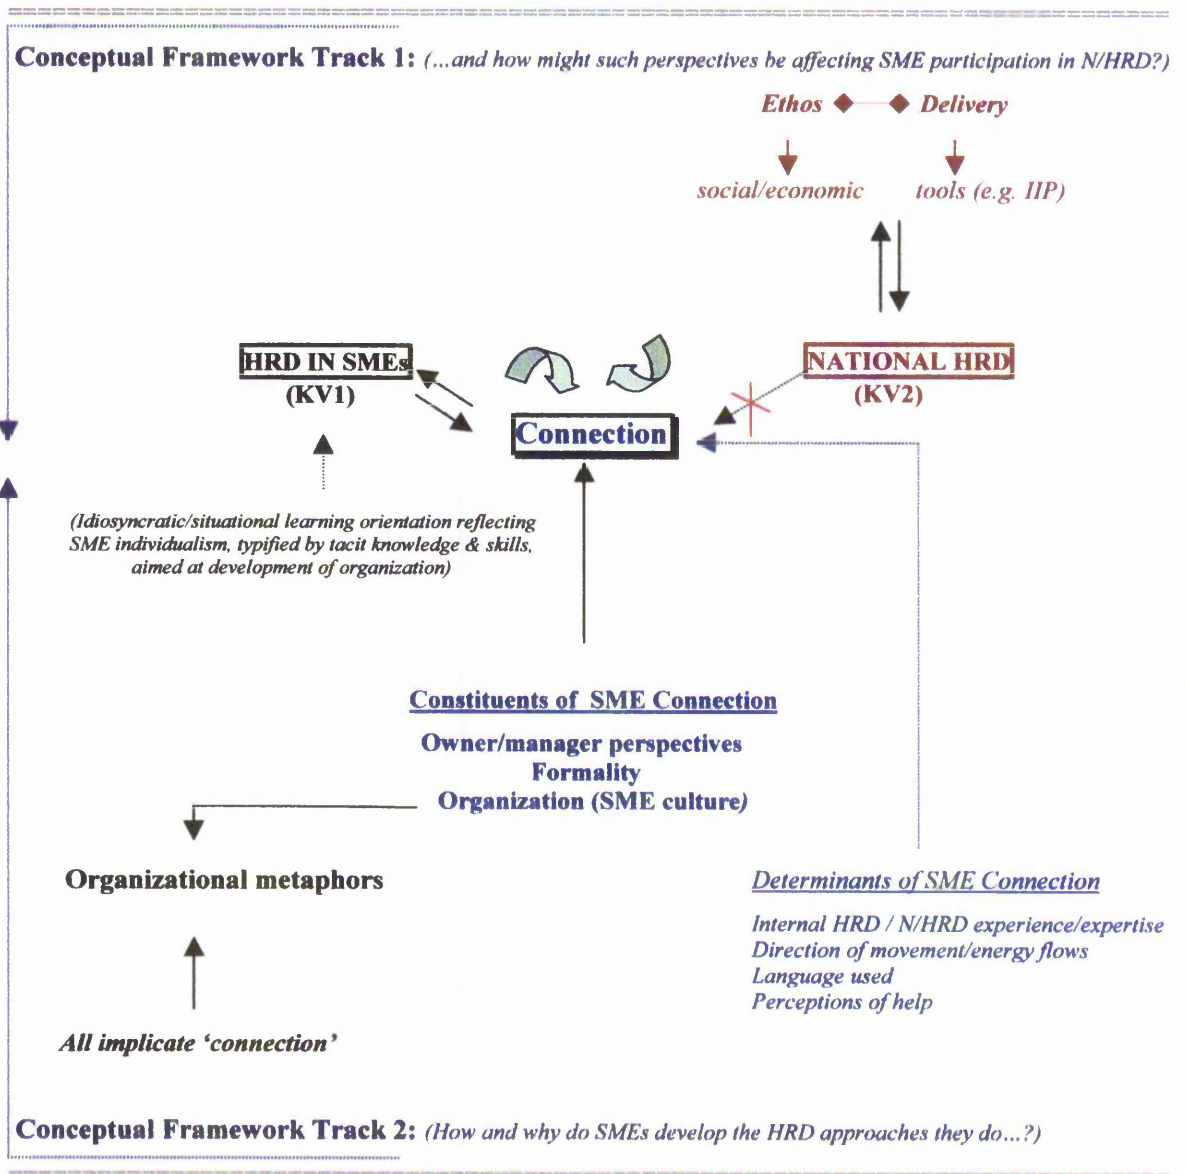 Conceptual Framework Track 1: (...and how might such perspectives be affecting SME participation in N/HRD?)
Ethos Delivery
social/economic tools (e.g. IIP)
HRD IN SMEs
(KV1)
NATIONAL HRD
(KV2)
Connection
(Idiosyncratic/situational learning orientation reflecting
SME individualism, typified by tacit knowledge & skills,
aimed at development of organization)
Constituents of SME Connection
Owner/manager perspectives
Formality
Organization (SME culture)
Organizational metaphors
All implicate ‘connection’
Determinants of SME Connection
Internal HRD / N/HRD experience/expertise
Direction of movement/energy flows
Language used
Perceptions of help
Conceptual Framework Track 2: (How and why do SMEs develop the HRD approaches they do...?)